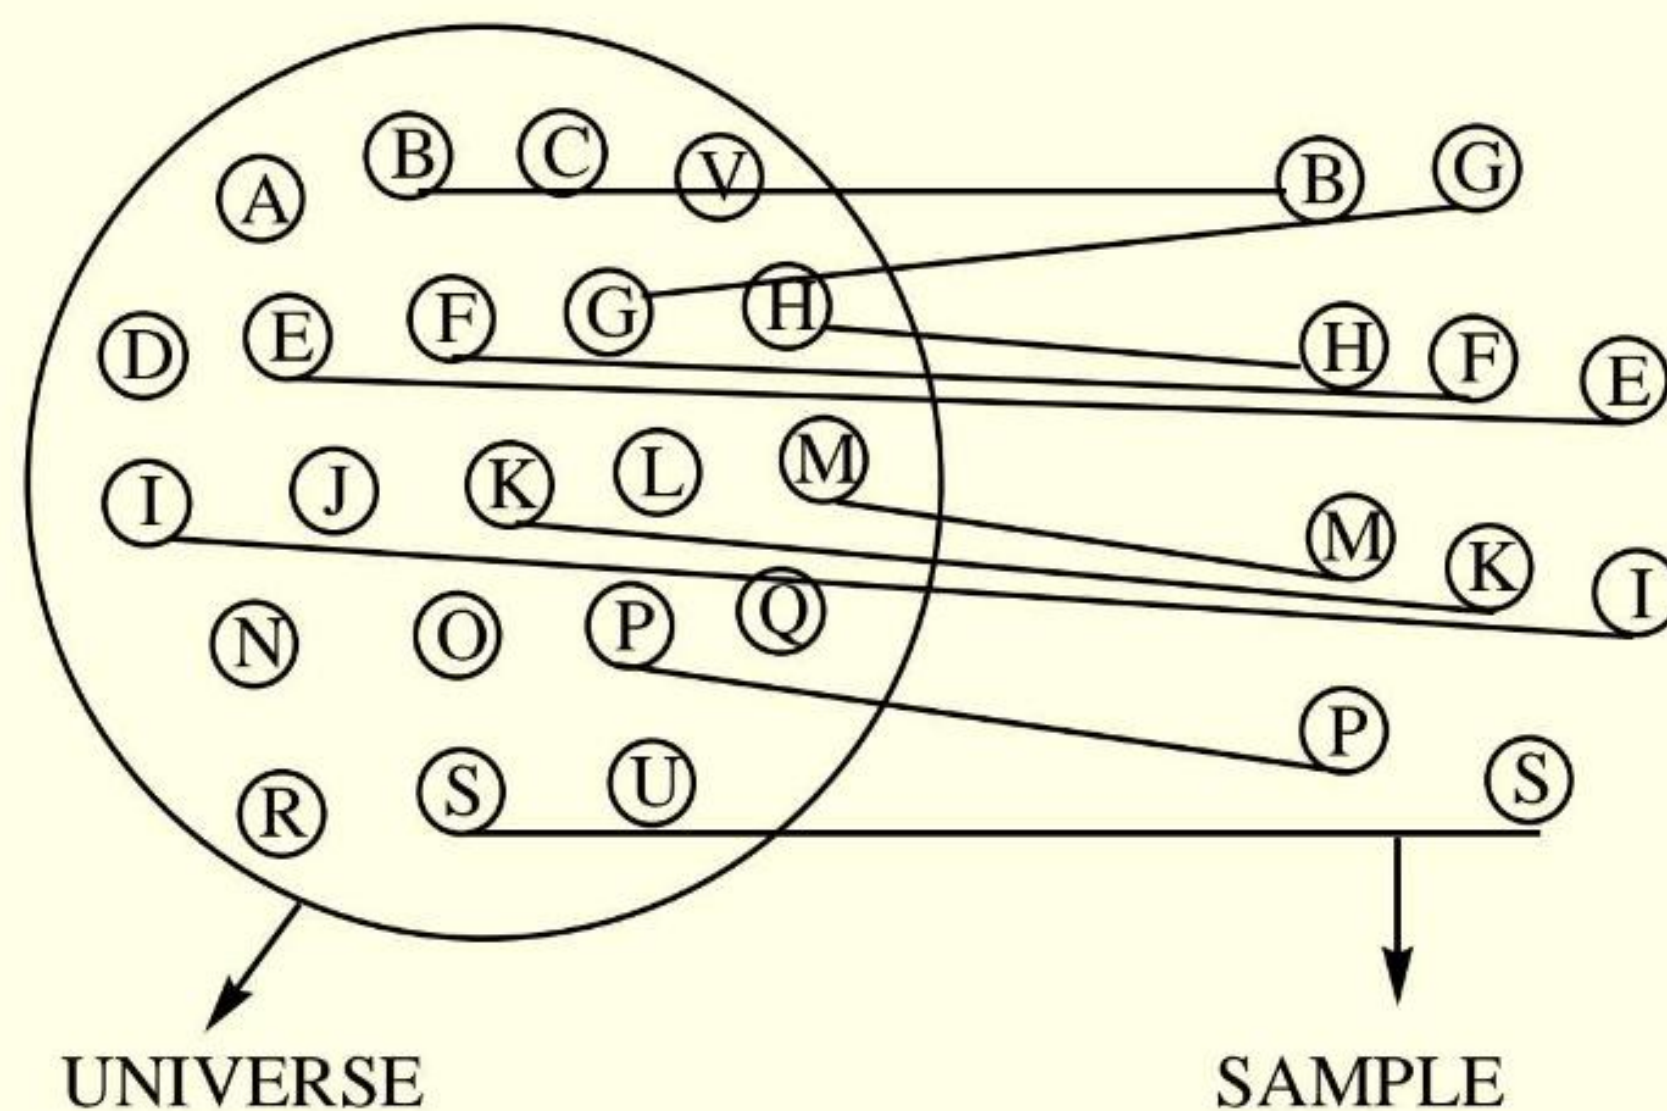 A B C V B G
D E F G H H F E
I J K L M M K I
N O P Q P
R S U S
UNIVERSE SAMPLE